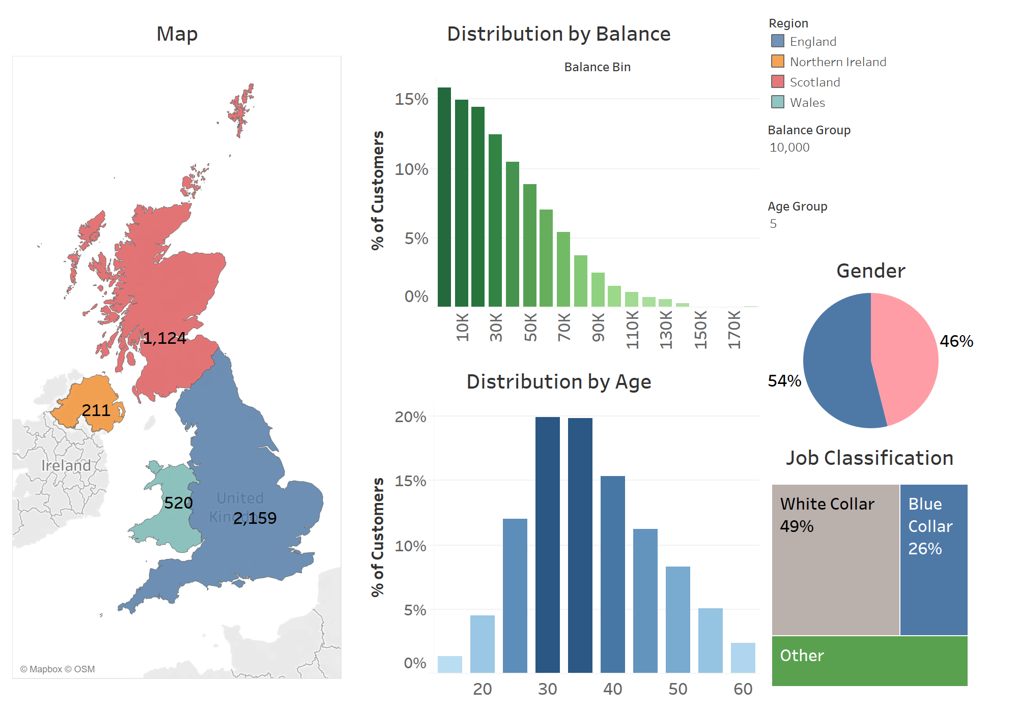 Map
1,124
211
Ireland
520
United
2,159
© Mapbox © OSM
Distribution by Balance
Balance Bin
% of Customers
15%
10%
5%
0%
10K
30K
50K
70K
90K
110K
130K
150K
170K
Distribution by Age
% of Customers
20%
15%
10%
5%
0%
20
30
40
50
60
Region
England
Northern Ireland
Scotland
Wales
Balance Group
10,000
Age Group
5
Gender
46%
54%
Job Classification
White Collar
49%
Blue
Collar
26%
Other